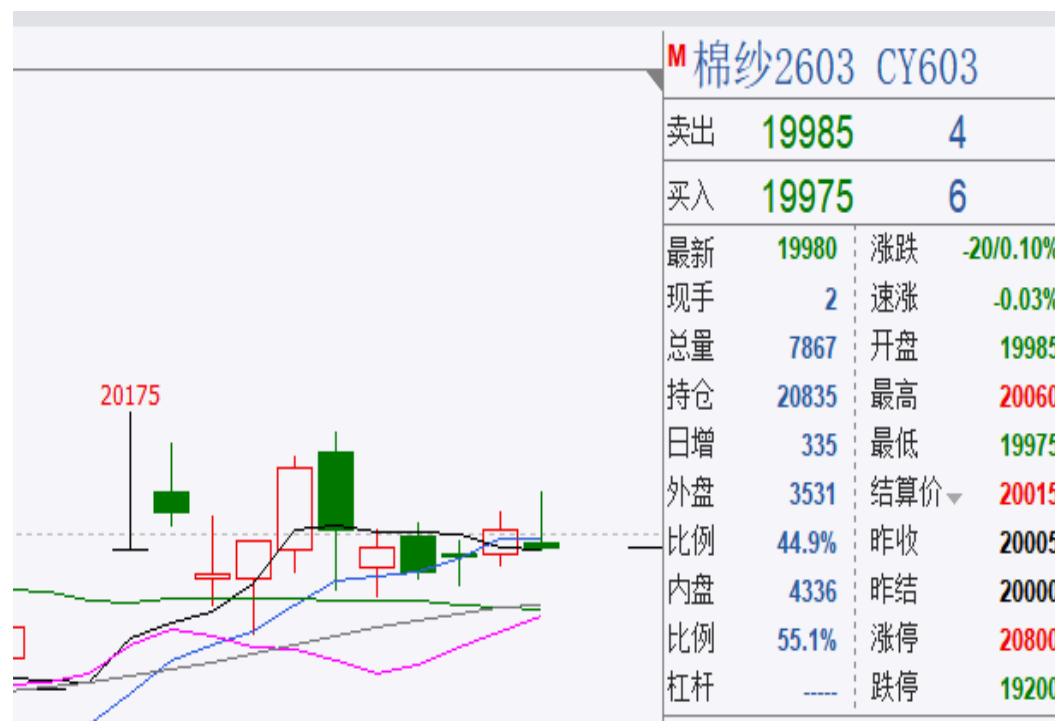 M 棉纱2603 CY603
卖出 19985 4
买入 19975 6
最新 19980 涨跌 -20/0.10%
现手 2 速涨 -0.03%
总量 7867 开盘 19985
持仓 20835 最高 20060
日增 335 最低 19975
外盘 3531 结算价 20015
比例 44.9% 昨收 20005
内盘 4336 昨结 20000
比例 55.1% 涨停 20800
杠杆 ----- 跌停 19200
20175